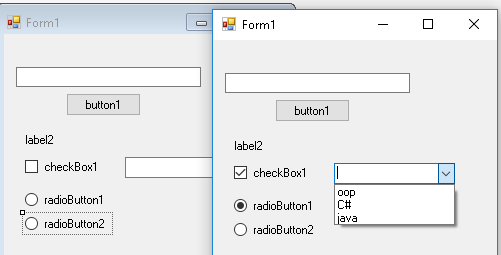 Form1
button1
label2
checkBox1
radioButton1
radioButton2
Form1
button1
label2
checkBox1
oop
C#
java
radioButton1
radioButton2